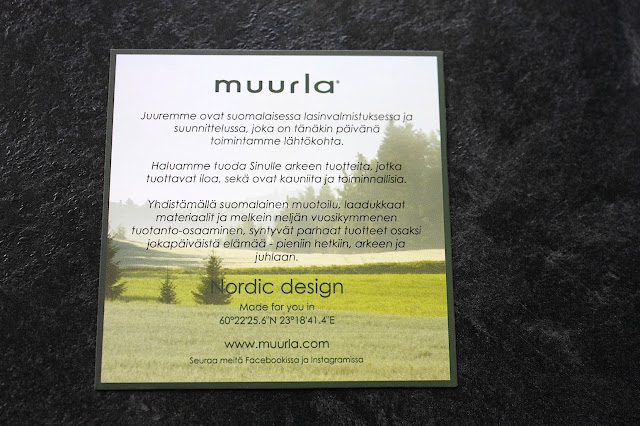 muurla®
Juuremme ovat suomalaisessa lasinvalmistuksessa ja
suunnittelussa, joka on tänäkin päivänä
toimintamme lähtökohta.
Haluamme tuoda Sinulle arkeen tuotteita, jotka
tuottavat iloa, sekä ovat kauniita ja toiminnallisia.
Yhdistämällä suomalainen muotoilu, laadukkaat
materiaalit ja melkein neljän vuosikymmenen
tuotanto-osaaminen, syntyvät parhaat tuotteet osaksi
jokapäiväistä elämää - pieniin hetkiin, arkeen ja
juhlaan.
Nordic design
Made for you in
60°22'25.6"N 23°18'41.4"E
www.muurla.com
Seuraa meitä Facebookissa ja Instagramissa